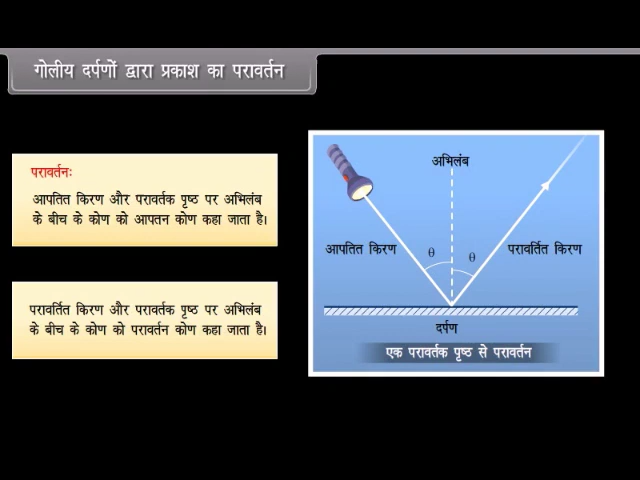 गोलीय दर्पणों द्वारा प्रकाश का परावर्तन
परावर्तनः
आपतित किरण और परावर्तक पृष्ठ पर अभिलंब
के बीच के कोण को आपतन कोण कहा जाता है।
परावर्तित किरण और परावर्तक पृष्ठ पर अभिलंब
के बीच के कोण को परावर्तन कोण कहा जाता है।
अभिलंब
आपतित किरण
θ
θ
परावर्तित किरण
दर्पण
एक परावर्तक पृष्ठ से परावर्तन